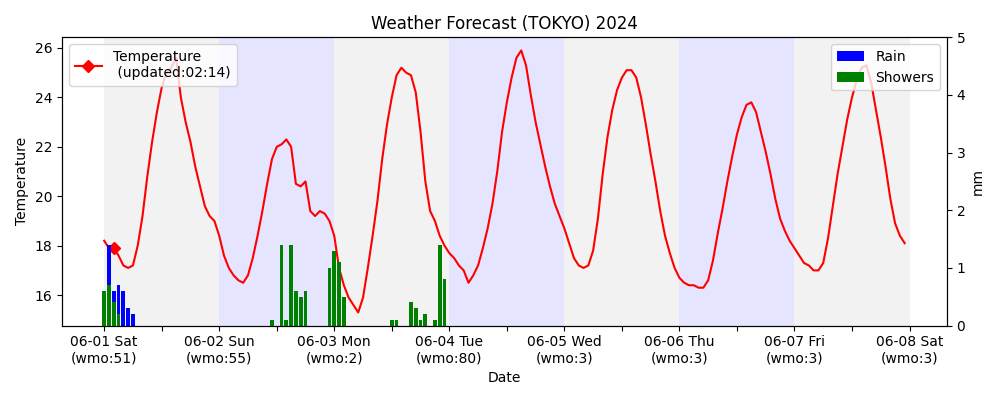 Weather Forecast (TOKYO) 2024
Temperature
(updated:02:14)
Rain
Showers
26
24
22
20
18
16
Temperature
5
4
3
2
1
0
mm
06-01 Sat
(wmo:51)
06-02 Sun
(wmo:55)
06-03 Mon
(wmo:2)
06-04 Tue
(wmo:80)
06-05 Wed
(wmo:3)
06-06 Thu
(wmo:3)
06-07 Fri
(wmo:3)
06-08 Sat
(wmo:3)
Date